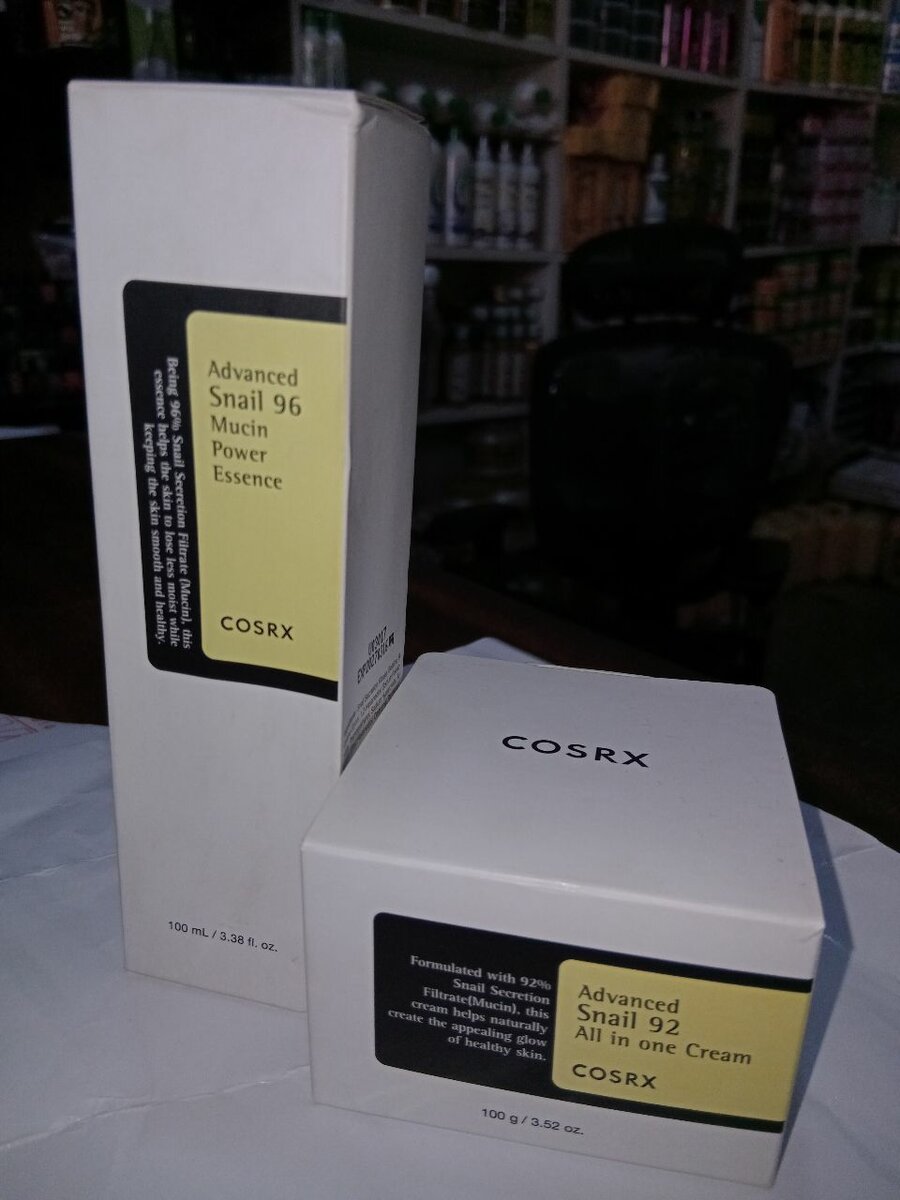 Advanced
Snail 96
Mucin
Power
Essence
COSRX
Being 96% Snail Secretion Filtrate (Mucin), this
essence helps the skin to lose less moist while
keeping the skin smooth and healthy.
100 mL / 3.38 fl. oz.
COSRX
Formulated with 92%
Snail Secretion
Filtrate(Mucin), this
cream helps naturally
create the appealing glow
of healthy skin.
Advanced
Snail 92
All in one Cream
COSRX
100 g / 3.52 oz.